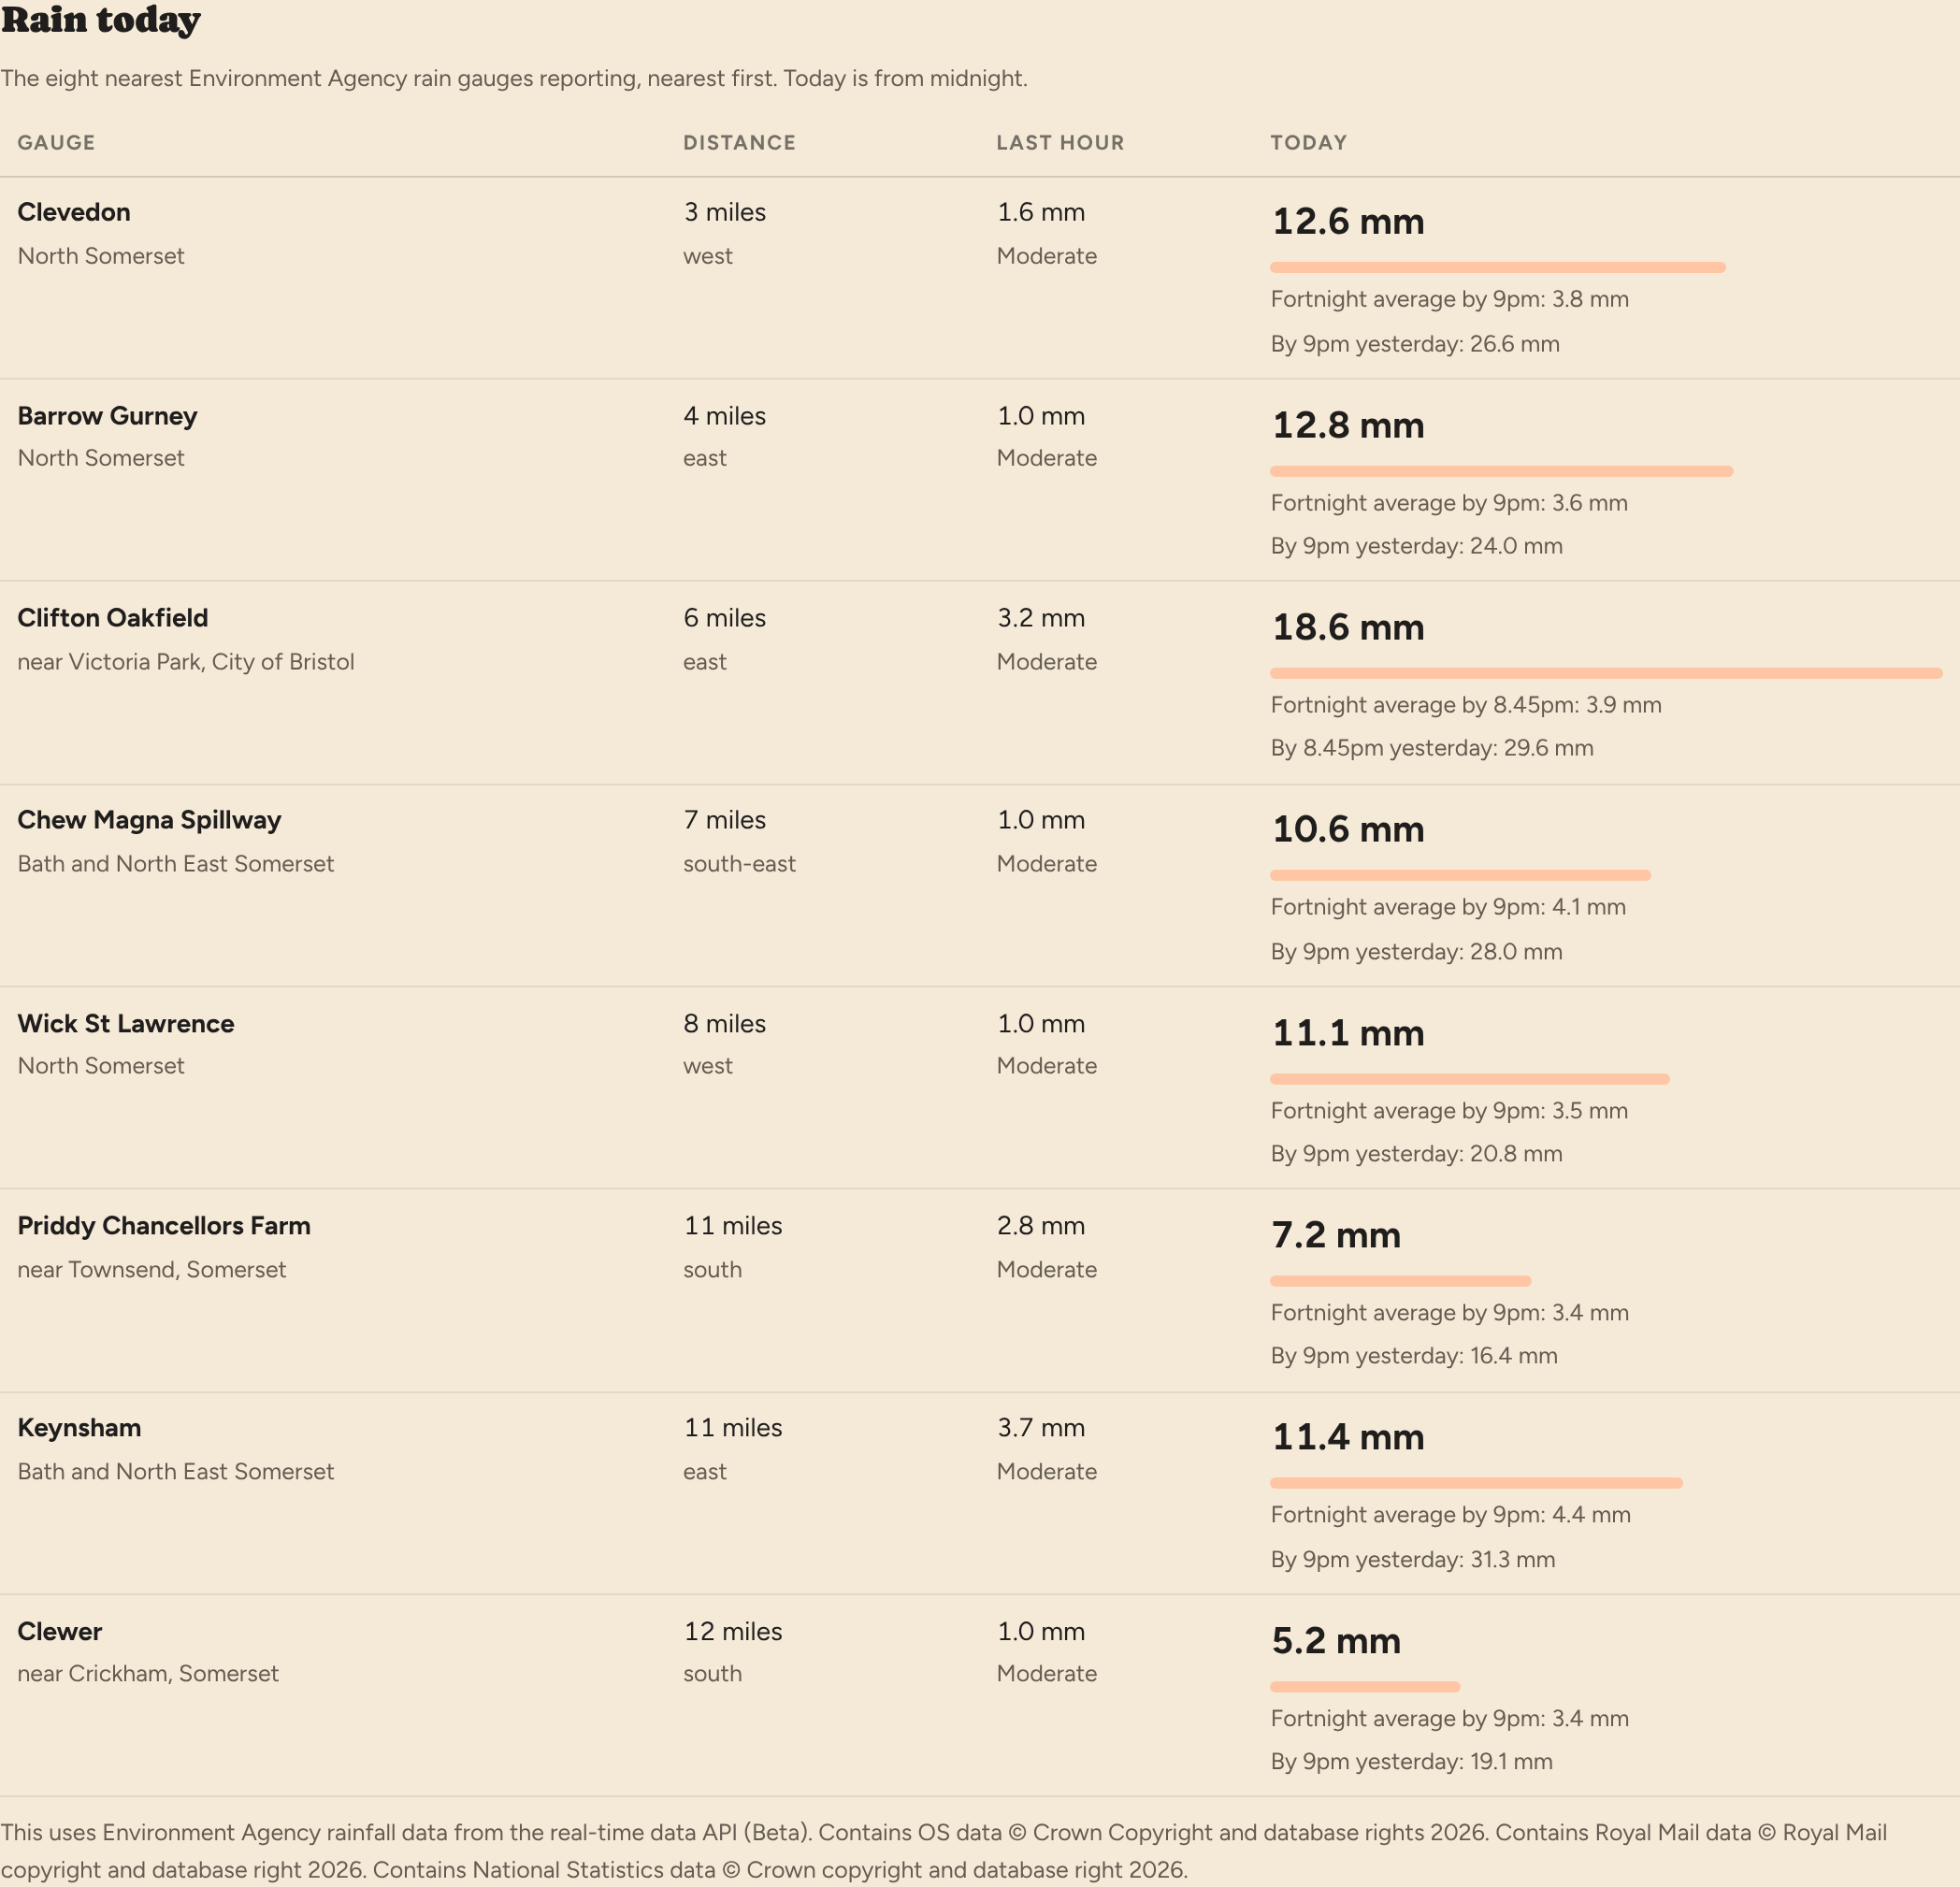 Rain today
The eight nearest Environment Agency rain gauges reporting, nearest first. Today is from midnight.
GAUGE DISTANCE LAST HOUR TODAY
Clevedon 3 miles 1.6 mm 12.6 mm
North Somerset west Moderate
Fortnight average by 9pm: 3.8 mm
By 9pm yesterday: 26.6 mm
Barrow Gurney 4 miles 1.0 mm 12.8 mm
North Somerset east Moderate
Fortnight average by 9pm: 3.6 mm
By 9pm yesterday: 24.0 mm
Clifton Oakfield 6 miles 3.2 mm 18.6 mm
near Victoria Park, City of Bristol east Moderate
Fortnight average by 8.45pm: 3.9 mm
By 8.45pm yesterday: 29.6 mm
Chew Magna Spillway 7 miles 1.0 mm 10.6 mm
Bath and North East Somerset south-east Moderate
Fortnight average by 9pm: 4.1 mm
By 9pm yesterday: 28.0 mm
Wick St Lawrence 8 miles 1.0 mm 11.1 mm
North Somerset west Moderate
Fortnight average by 9pm: 3.5 mm
By 9pm yesterday: 20.8 mm
Priddy Chancellors Farm 11 miles 2.8 mm 7.2 mm
near Townsend, Somerset south Moderate
Fortnight average by 9pm: 3.4 mm
By 9pm yesterday: 16.4 mm
Keynsham 11 miles 3.7 mm 11.4 mm
Bath and North East Somerset east Moderate
Fortnight average by 9pm: 4.4 mm
By 9pm yesterday: 31.3 mm
Clewer 12 miles 1.0 mm 5.2 mm
near Crickham, Somerset south Moderate
Fortnight average by 9pm: 3.4 mm
By 9pm yesterday: 19.1 mm
This uses Environment Agency rainfall data from the real-time data API (Beta). Contains OS data © Crown Copyright and database rights 2026. Contains Royal Mail data © Royal Mail
copyright and database right 2026. Contains National Statistics data © Crown copyright and database right 2026.